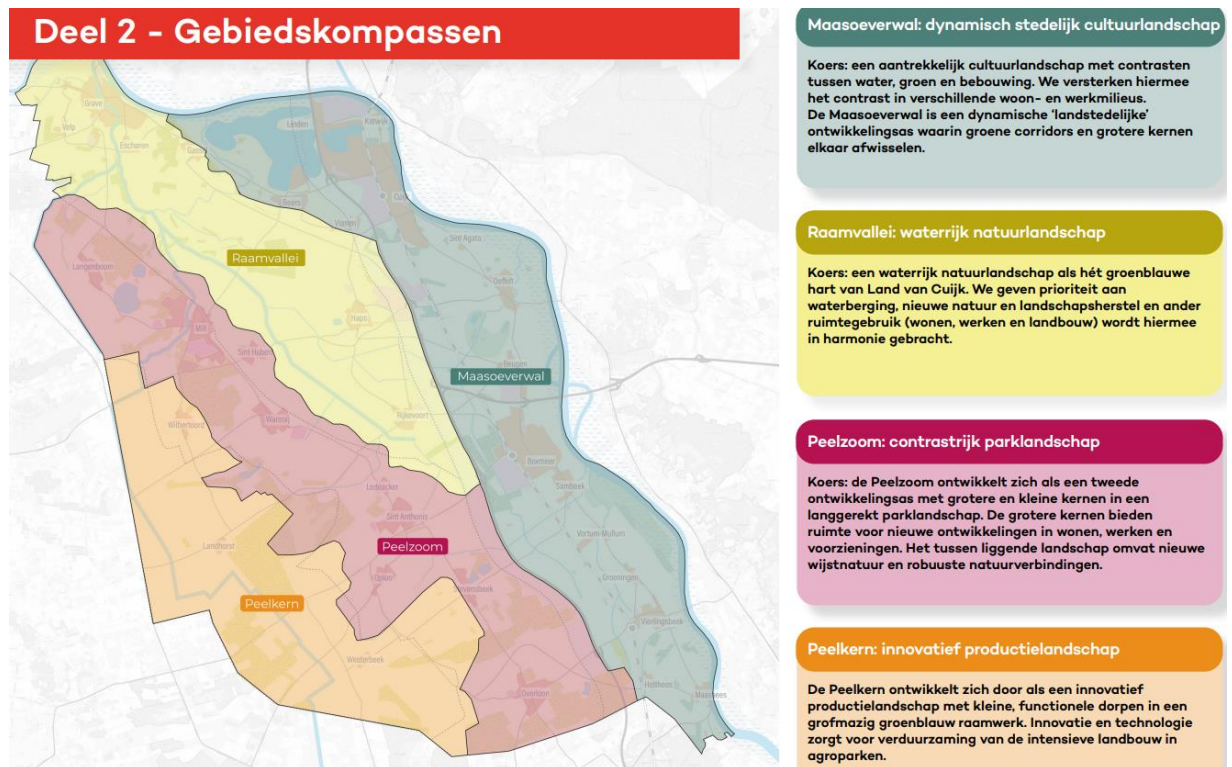 Deel 2 - Gebiedskompassen
Grave
Velp
Escharen
Gassel
Linden
Katwijk
Cuijk
Beers
Vianen
Sint Agata
Raamvallei
Langenboom
Oeffen
Haps
Mill
Sint Hubert
Beugen
Maasoeverwal
Rijkevoort
Wanroij
Wilbertoord
Boxmeer
Sambeek
Ledeacker
Sint Anthonis
Vortum-Mullem
Landhorst
Peelzoom
Oploo
Groeningen
Stevensbeek
Peelkern
Vierlingsbeek
Westerbeek
Holthees
Overloon
Maashees
Maasoeverwal: dynamisch stedelijk cultuurlandschap
Koers: een aantrekkelijk cultuurlandschap met contrasten
tussen water, groen en bebouwing. We versterken hiermee
het contrast in verschillende woon- en werkmilieus.
De Maasoeverwal is een dynamische ‘landstedelijke’
ontwikkelingsas waarin groene corridors en grotere kernen
elkaar afwisselen.
Raamvallei: waterrijk natuurlandschap
Koers: een waterrijk natuurlandschap als hét groenblauwe
hart van Land van Cuijk. We geven prioriteit aan
waterberging, nieuwe natuur en landschapsherstel en ander
ruimtegebruik (wonen, werken en landbouw) wordt hiermee
in harmonie gebracht.
Peelzoom: contrastrijk parklandschap
Koers: de Peelzoom ontwikkelt zich als een tweede
ontwikkelingsas met grotere en kleine kernen in een
langgerekt parklandschap. De grotere kernen bieden
ruimte voor nieuwe ontwikkelingen in wonen, werken en
voorzieningen. Het tussen liggende landschap omvat nieuwe
wijstnatuur en robuuste natuurverbindingen.
Peelkern: innovatief productielandschap
De Peelkern ontwikkelt zich door als een innovatief
productielandschap met kleine, functionele dorpen in een
grofmazig groenblauw raamwerk. Innovatie en technologie
zorgt voor verduurzaming van de intensieve landbouw in
agroparken.